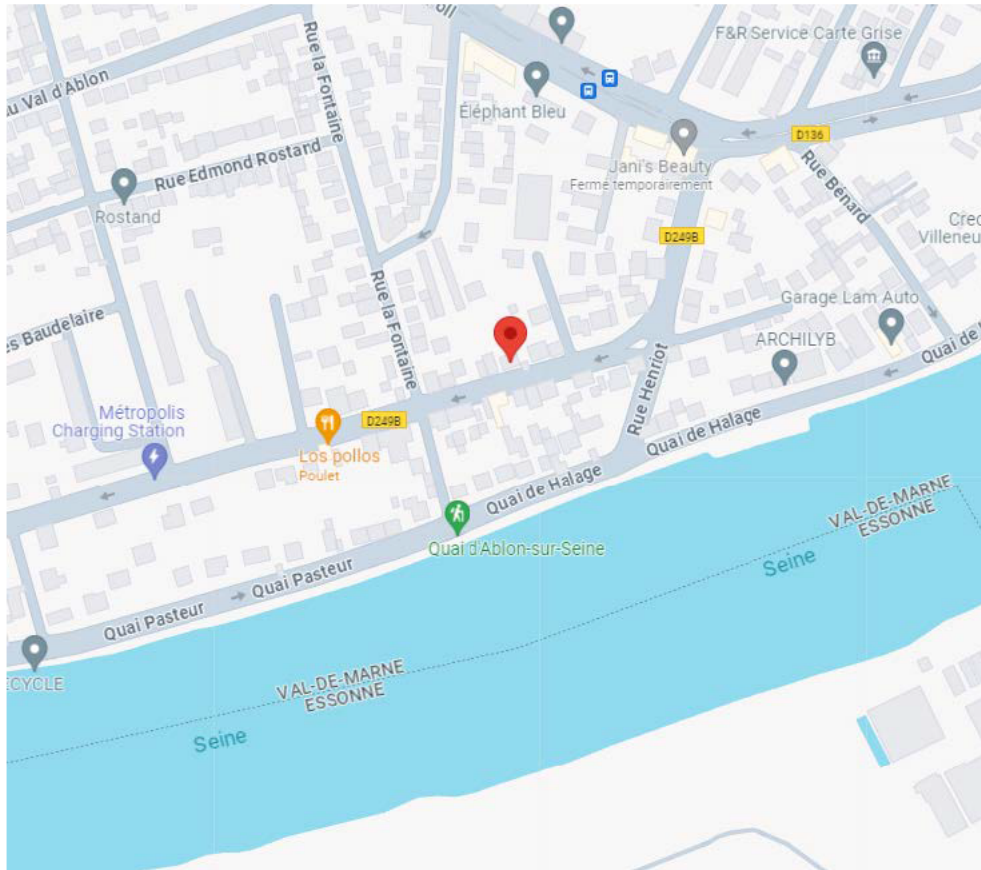 F&R Service Carte Grise
Éléphant Bleu
au Val d'Ablon
Rue la Fontaine
D136
Jani's Beauty
Fermé temporairement
Rue Edmond Rostand
Rostand
Rue Bénard
D249B
Villeneu
Garage Lam Auto
Rue la Fontaine
Baudelaire
ARCHILYB
Quai de
Métropolis
Charging Station
D249B
Rue Henriot
Quai de Halage
Los pollos
Poulet
Quai de Halage
Quai d'Ablon-sur-Seine
VAL-DE-MARNE
ESSONNE
Seine
Quai Pasteur
Quai Pasteur
ECYCLE
VAL-DE-MARNE
ESSONNE
Seine